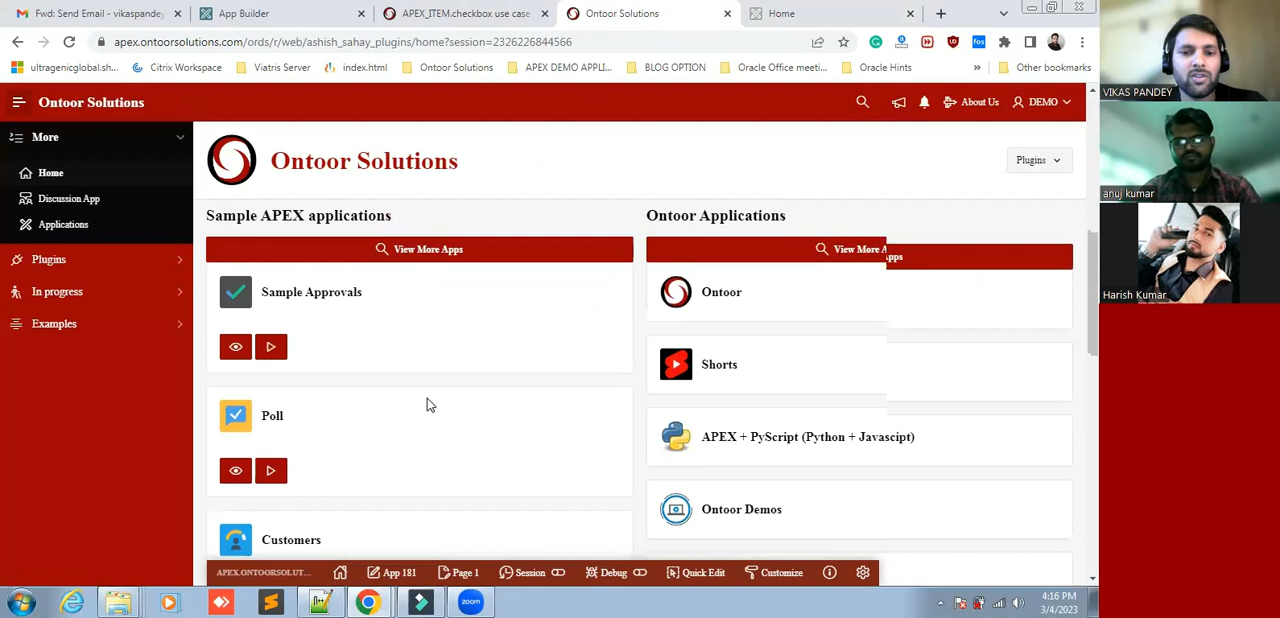 Fwd: Send Email - vikaspandey
App Builder
APEX_ITEM.checkbox use case
Ontoor Solutions
Home
apex.ontoorsolutions.com/ords/r/web/ashish_sahay_plugins/home?session=2326226844566
ultragenicglobal.sh...
Citrix Workspace
Viatris Server
index.html
Ontoor Sol
APEX DEMO APPLI...
BLOG OPTION
Oracle Office meeti...
Oracle Hints
»
Other bookmarks
Ontoor Solutions
About Us
DEMO
More
Home
Discussion App
Applications
Plugins
In progress
Examples
Ontoor Solutions
Plugins
Sample APEX applications
View More Apps
Sample Approvals
Poll
Customers
Ontoor Applications
View More A
Apps
Ontoor
Shorts
APEX + PyScript (Python + Javascipt)
Ontoor Demos
APEX.ONTOORSOLUT...
App 181
Page 1
Session
Debug
Quick Edit
Customize
zoom
4:16 PM
3/4/2023
VIKAS PANDEY
anuj kumar
Harish Kumar